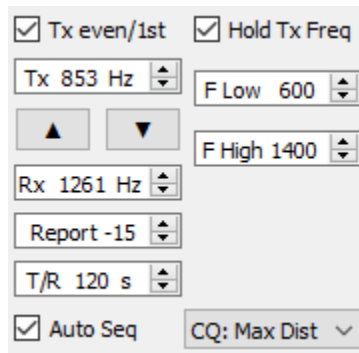 Tx even/1st Hold Tx Freq
Tx 853 Hz
F Low 600
▲ ▼
F High 1400
Rx 1261 Hz
Report -15
T/R 120 s
Auto Seq CQ: Max Dist